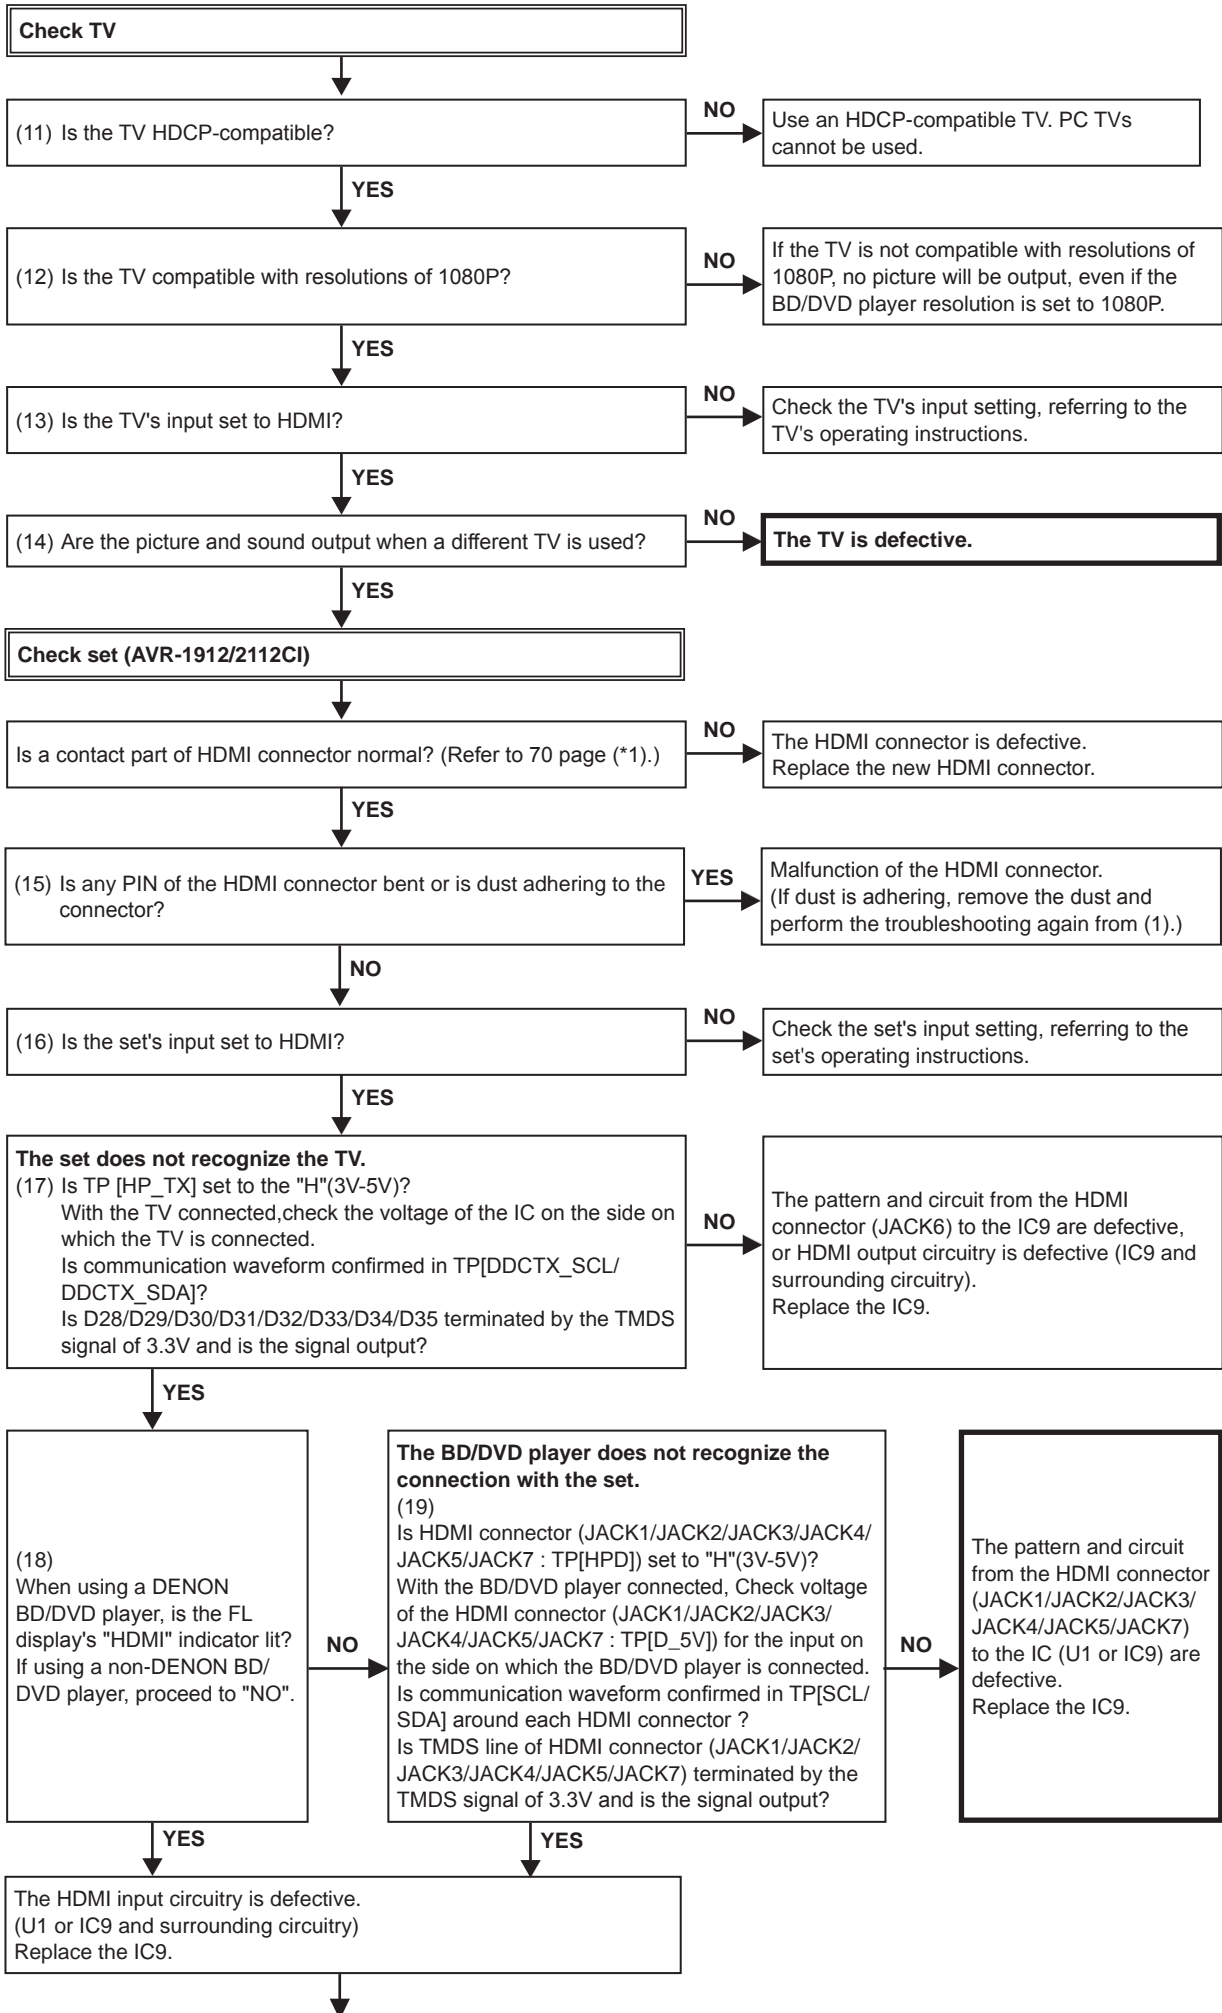 Check TV
(11) Is the TV HDCP-compatible?
NO
Use an HDCP-compatible TV. PC TVs
cannot be used.
YES
(12) Is the TV compatible with resolutions of 1080P?
NO
If the TV is not compatible with resolutions of
1080P, no picture will be output, even if the
BD/DVD player resolution is set to 1080P.
YES
(13) Is the TV's input set to HDMI?
NO
Check the TV's input setting, referring to the
TV's operating instructions.
YES
(14) Are the picture and sound output when a different TV is used?
NO
The TV is defective.
YES
Check set (AVR-1912/2112CI)
Is a contact part of HDMI connector normal? (Refer to 70 page (*1).)
NO
The HDMI connector is defective.
Replace the new HDMI connector.
YES
(15) Is any PIN of the HDMI connector bent or is dust adhering to the
connector?
YES
Malfunction of the HDMI connector.
(If dust is adhering, remove the dust and
perform the troubleshooting again from (1).)
NO
(16) Is the set's input set to HDMI?
NO
Check the set's input setting, referring to the
set's operating instructions.
YES
The set does not recognize the TV.
(17) Is TP [HP_TX] set to the "H"(3V-5V)?
With the TV connected,check the voltage of the IC on the side on
which the TV is connected.
Is communication waveform confirmed in TP[DDCTX_SCL/
DDCTX_SDA]?
Is D28/D29/D30/D31/D32/D33/D34/D35 terminated by the TMDS
signal of 3.3V and is the signal output?
NO
The pattern and circuit from the HDMI
connector (JACK6) to the IC9 are defective,
or HDMI output circuitry is defective (IC9 and
surrounding circuitry).
Replace the IC9.
YES
(18)
When using a DENON
BD/DVD player, is the FL
display's "HDMI" indicator lit?
If using a non-DENON BD/
DVD player, proceed to "NO".
NO
The BD/DVD player does not recognize the
connection with the set.
(19)
Is HDMI connector (JACK1/JACK2/JACK3/JACK4/
JACK5/JACK7 : TP[HPD]) set to "H"(3V-5V)?
With the BD/DVD player connected, Check voltage
of the HDMI connector (JACK1/JACK2/JACK3/
JACK4/JACK5/JACK7 : TP[D_5V]) for the input on
the side on which the BD/DVD player is connected.
Is communication waveform confirmed in TP[SCL/
SDA] around each HDMI connector ?
Is TMDS line of HDMI connector (JACK1/JACK2/
JACK3/JACK4/JACK5/JACK7) terminated by the
TMDS signal of 3.3V and is the signal output?
NO
The pattern and circuit
from the HDMI connector
(JACK1/JACK2/JACK3/
JACK4/JACK5/JACK7)
to the IC (U1 or IC9) are
defective.
Replace the IC9.
YES
YES
The HDMI input circuitry is defective.
(U1 or IC9 and surrounding circuitry)
Replace the IC9.